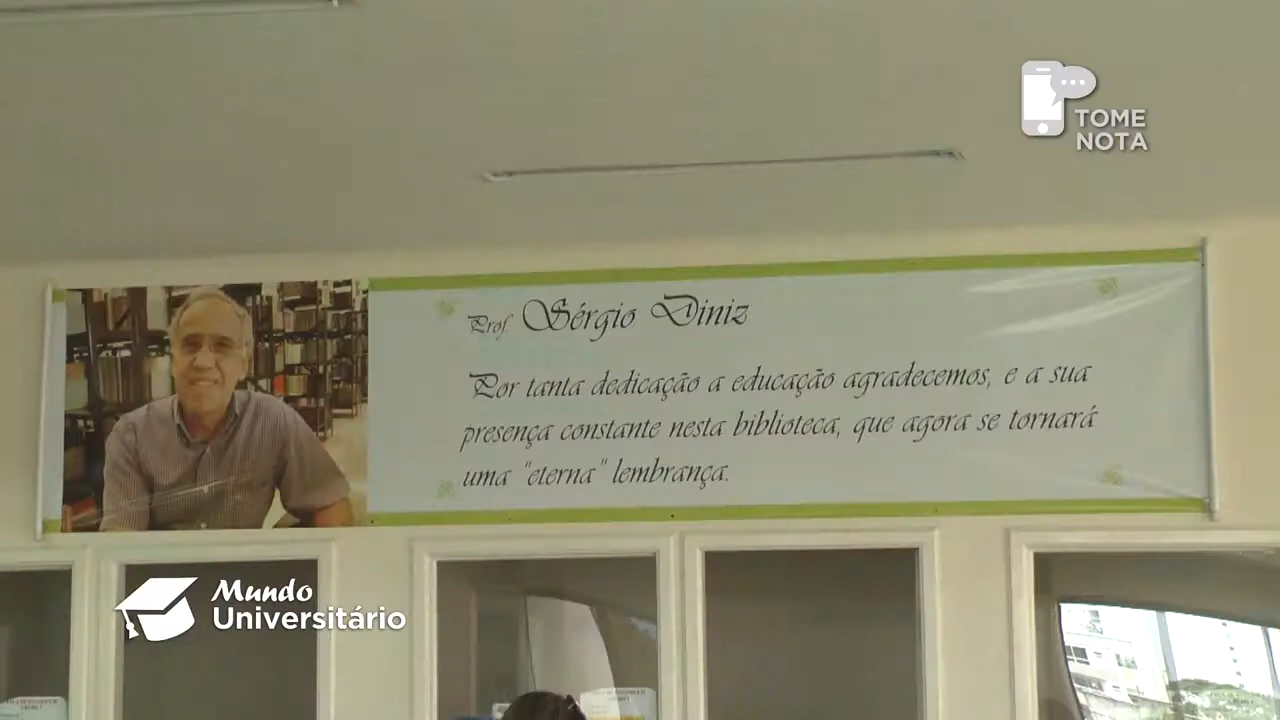 TOME
NOTA
Prof. Sérgio Diniz
Por tanta dedicação a educação agradecemos, e a sua
presença constante nesta biblioteca, que agora se tornará
uma "eterna" lembrança.
Mundo
Universitário